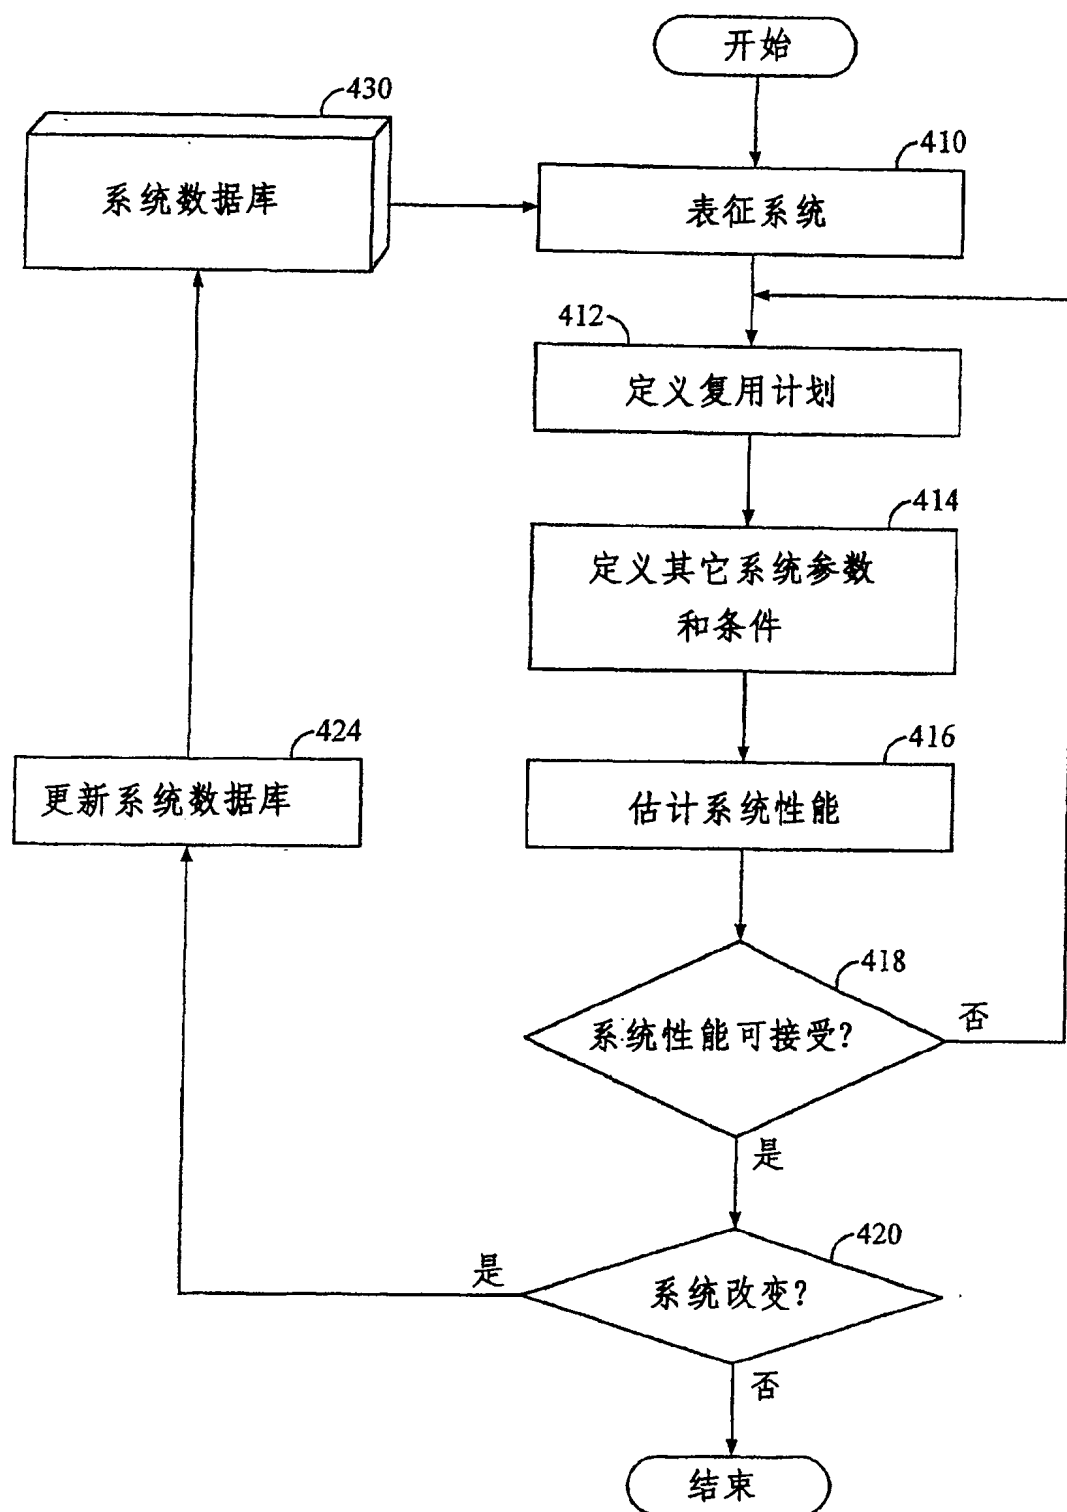 开始
430
系统数据库
410
表征系统
412
定义复用计划
414
定义其它系统参数
和条件
416
估计系统性能
424
更新系统数据库
418
系统性能可接受?
否
是
420
系统改变?
是
否
结束